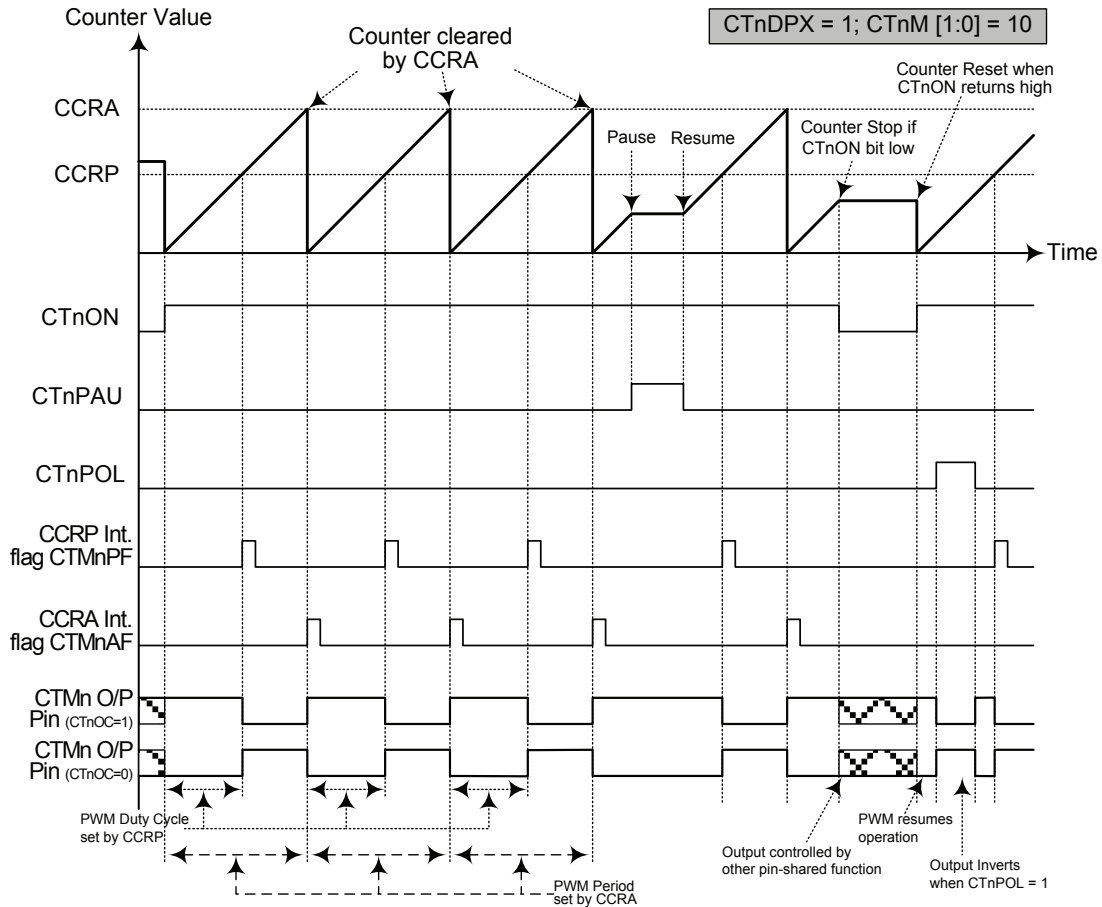 Counter Value
CTnDPX = 1; CTnM [1:0] = 10
Counter cleared
by CCRA
Counter Reset when
CTnON returns high
CCRA
Pause
Resume
Counter Stop if
CTnON bit low
CCRP
Time
CTnON
CTnPAU
CTnPOL
CCRP Int.
flag CTMnPF
CCRA Int.
flag CTMnAF
CTMn O/P
Pin (CTnOC=1)
CTMn O/P
Pin (CTnOC=0)
PWM Duty Cycle
set by CCRP
PWM resumes
operation
Output controlled by
other pin-shared function
Output Inverts
when CTnPOL = 1
PWM Period
set by CCRA